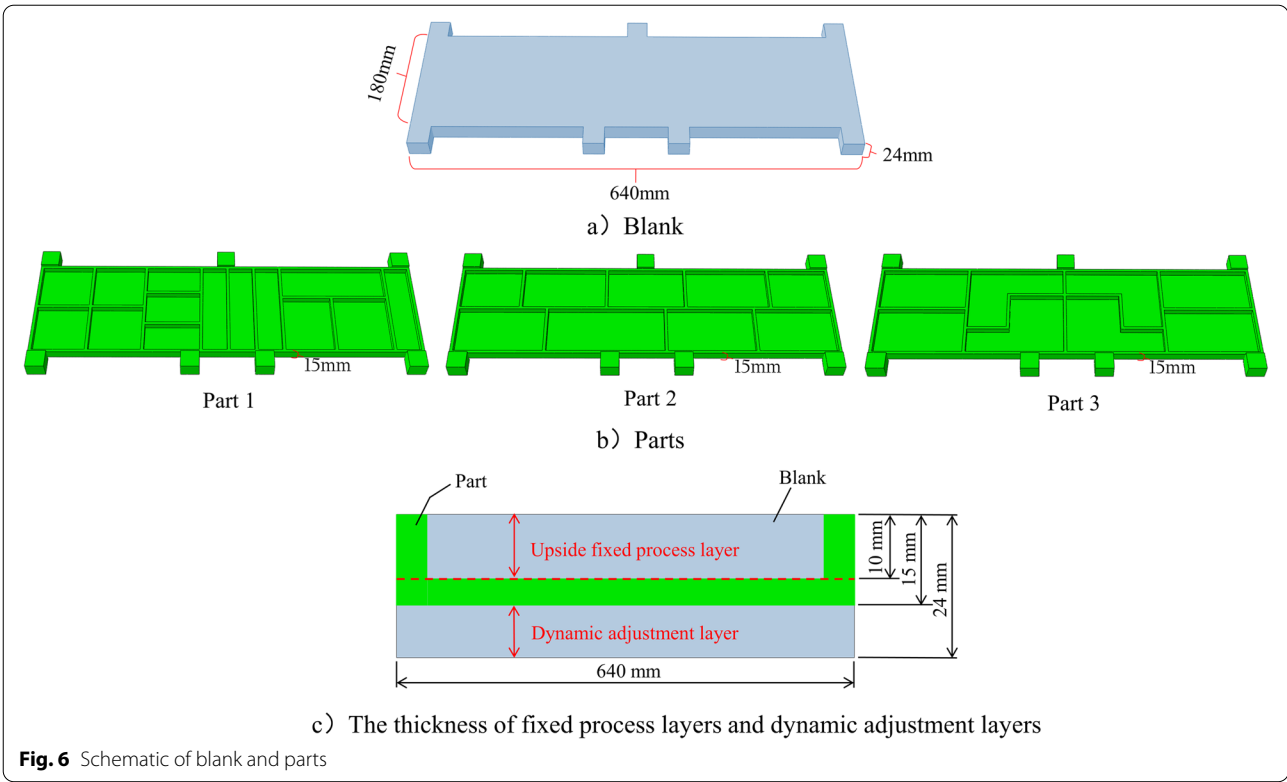 180mm
24mm
640mm
a）Blank
15mm
15mm
15mm
Part 1
Part 2
Part 3
b）Parts
Part
Blank
Upside fixed process layer
10 mm
15 mm
24 mm
Dynamic adjustment layer
640 mm
c）The thickness of fixed process layers and dynamic adjustment layers
Fig. 6 Schematic of blank and parts